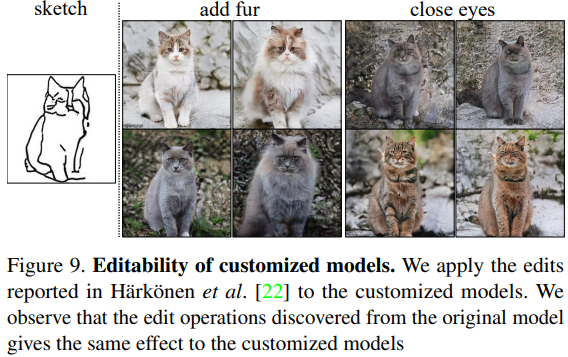 sketch add fur close eyes
Figure 9. Editability of customized models. We apply the edits
reported in Härkönen et al. [22] to the customized models. We
observe that the edit operations discovered from the original model
gives the same effect to the customized models